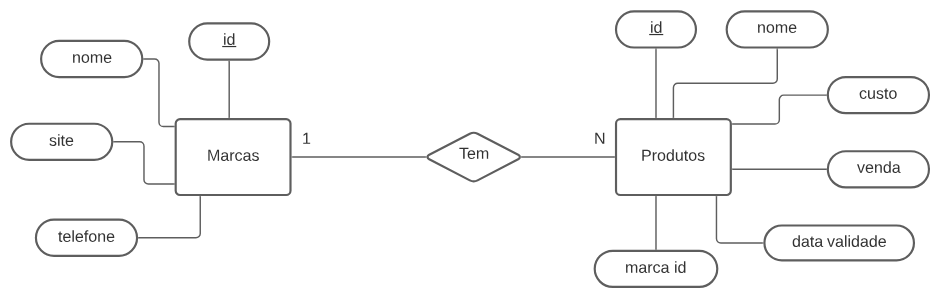 id
nome
id
nome
site
telefone
Marcas
1
Tem
N
Produtos
custo
venda
data validade
marca id